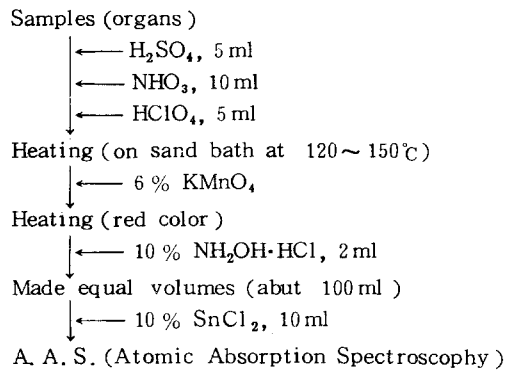 Samples (organs)
H₂SO₄, 5 ml
NHO₃, 10 ml
HClO₄, 5 ml
Heating (on sand bath at 120～150℃)
6 % KMnO₄
Heating (red color)
10 % NH₂OH·HCl, 2 ml
Made equal volumes (abut 100 ml)
10 % SnCl₂, 10 ml
A. A. S. (Atomic Absorption Spectroscophy)